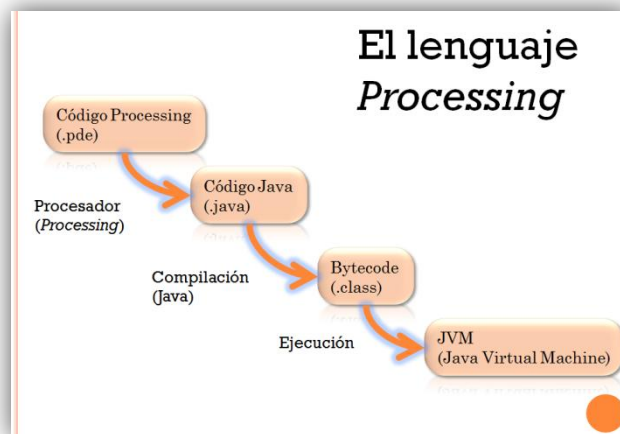 El lenguaje
Processing
Código Processing
(.pde)
Procesador
(Processing)
Código Java
(.java)
Compilación
(Java)
Bytecode
(.class)
Ejecución
JVM
(Java Virtual Machine)